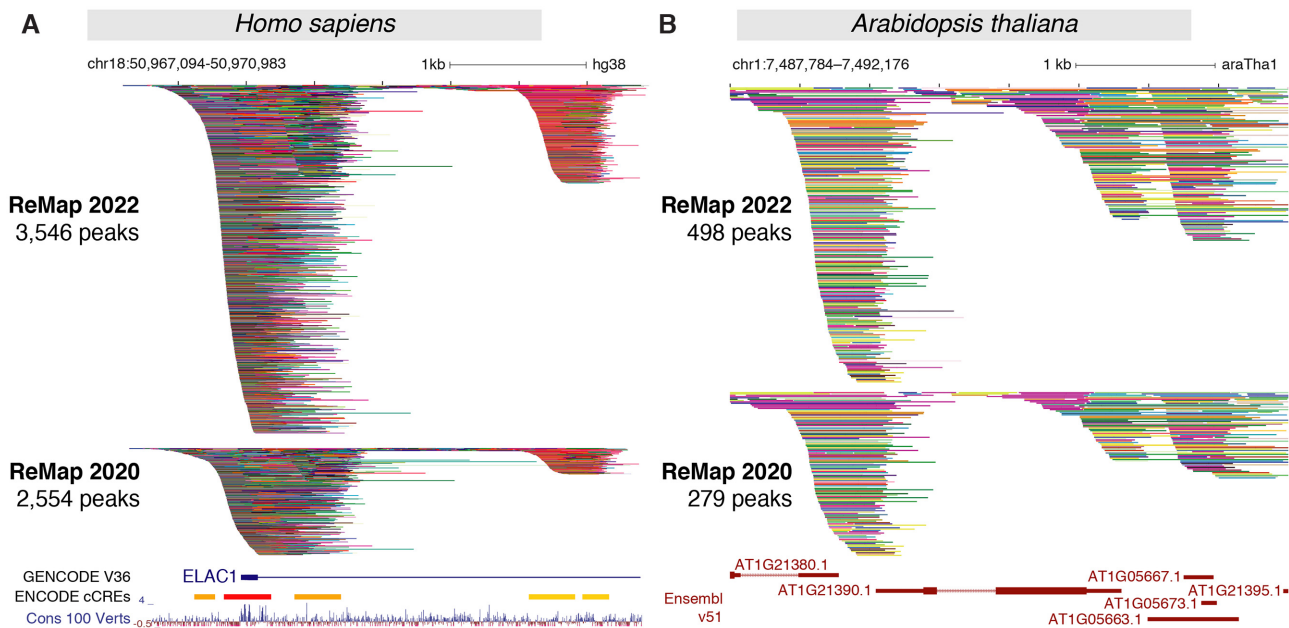 A
Homo sapiens
chr18:50,967,094-50,970,983
1kb
hg38
ReMap 2022
3,546 peaks
ReMap 2020
2,554 peaks
GENCODE V36
ELAC1
ENCODE cCREs
4 _
Cons 100 Verts
-0.5
B
Arabidopsis thaliana
chr1:7,487,784–7,492,176
1 kb
araTha1
ReMap 2022
498 peaks
ReMap 2020
279 peaks
Ensembl
v51
AT1G21380.1
AT1G21390.1
AT1G05667.1
AT1G21395.1
AT1G05673.1
AT1G05663.1